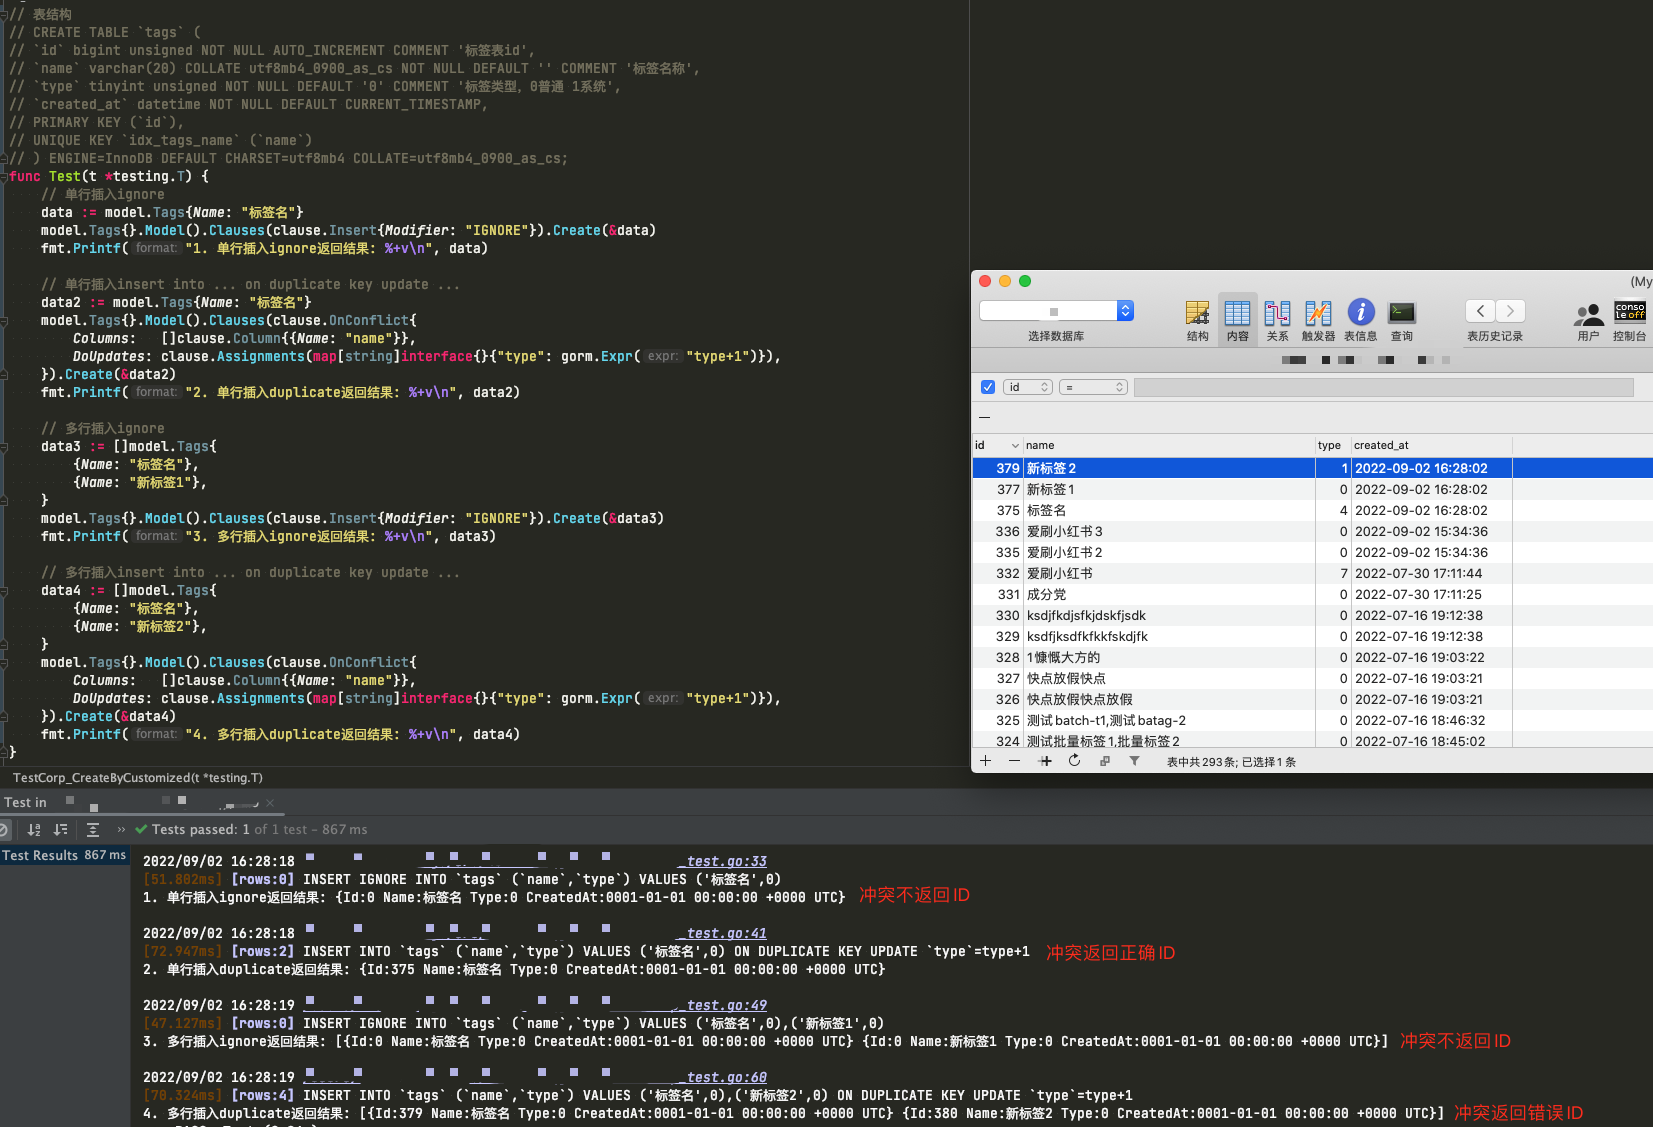 // 表结构
// CREATE TABLE `tags` (
// `id` bigint unsigned NOT NULL AUTO_INCREMENT COMMENT '标签表id',
// `name` varchar(20) COLLATE utf8mb4_0900_as_cs NOT NULL DEFAULT '' COMMENT '标签名称',
// `type` tinyint unsigned NOT NULL DEFAULT '0' COMMENT '标签类型，0普通 1系统',
// `created_at` datetime NOT NULL DEFAULT CURRENT_TIMESTAMP,
// PRIMARY KEY (`id`),
// UNIQUE KEY `idx_tags_name` (`name`)
// ) ENGINE=InnoDB DEFAULT CHARSET=utf8mb4 COLLATE=utf8mb4_0900_as_cs;
func Test(t *testing.T) {
// 单行插入ignore
data := model.Tags{Name: "标签名"}
model.Tags{}.Model().Clauses(clause.Insert{Modifier: "IGNORE"}).Create(&data)
fmt.Printf( format: "1. 单行插入ignore返回结果: %+v\n", data)
// 单行插入insert into ... on duplicate key update ...
data2 := model.Tags{Name: "标签名"}
model.Tags{}.Model().Clauses(clause.OnConflict{
Columns: []clause.Column{{Name: "name"}},
DoUpdates: clause.Assignments(map[string]interface{}{"type": gorm.Expr( expr: "type+1")}),
}).Create(&data2)
fmt.Printf( format: "2. 单行插入duplicate返回结果: %+v\n", data2)
// 多行插入ignore
data3 := []model.Tags{
{Name: "标签名"},
{Name: "新标签1"},
}
model.Tags{}.Model().Clauses(clause.Insert{Modifier: "IGNORE"}).Create(&data3)
fmt.Printf( format: "3. 多行插入ignore返回结果: %+v\n", data3)
// 多行插入insert into ... on duplicate key update ...
data4 := []model.Tags{
{Name: "标签名"},
{Name: "新标签2"},
}
model.Tags{}.Model().Clauses(clause.OnConflict{
Columns: []clause.Column{{Name: "name"}},
DoUpdates: clause.Assignments(map[string]interface{}{"type": gorm.Expr( expr: "type+1")}),
}).Create(&data4)
fmt.Printf( format: "4. 多行插入duplicate返回结果: %+v\n", data4)
}
TestCorp_CreateByCustomized(t *testing.T)
(My
选择数据库 结构 内容 关系 触发器 表信息 查询 表历史记录 用户 控制台
conso
le off
id =
id name type created_at
379 新标签2 1 2022-09-02 16:28:02
377 新标签1 0 2022-09-02 16:28:02
375 标签名 4 2022-09-02 16:28:02
336 爱刷小红书3 0 2022-09-02 15:34:36
335 爱刷小红书2 0 2022-09-02 15:34:36
332 爱刷小红书 7 2022-07-30 17:11:44
331 成分党 0 2022-07-30 17:11:25
330 ksdjfkdjsfkjdskfjsdk 0 2022-07-16 19:12:38
329 ksdfjksdfkfkkfskdjfk 0 2022-07-16 19:12:38
328 1慷慨大方的 0 2022-07-16 19:03:22
327 快点放假快点 0 2022-07-16 19:03:21
326 快点放假快点放假 0 2022-07-16 19:03:21
325 测试batch-t1,测试batag-2 0 2022-07-16 18:46:32
324 测试批量标签1,批量标签2 0 2022-07-16 18:45:02
表中共293条; 已选择1条
Test in
Tests passed: 1 of 1 test – 867 ms
Test Results 867 ms
2022/09/02 16:28:18 _test.go:33
[51.802ms] [rows:0] INSERT IGNORE INTO `tags` (`name`,`type`) VALUES ('标签名',0)
1. 单行插入ignore返回结果: {Id:0 Name:标签名 Type:0 CreatedAt:0001-01-01 00:00:00 +0000 UTC} 冲突不返回ID
2022/09/02 16:28:18 _test.go:41
[72.947ms] [rows:2] INSERT INTO `tags` (`name`,`type`) VALUES ('标签名',0) ON DUPLICATE KEY UPDATE `type`=type+1 冲突返回正确ID
2. 单行插入duplicate返回结果: {Id:375 Name:标签名 Type:0 CreatedAt:0001-01-01 00:00:00 +0000 UTC}
2022/09/02 16:28:19 _test.go:49
[47.127ms] [rows:0] INSERT IGNORE INTO `tags` (`name`,`type`) VALUES ('标签名',0),('新标签1',0)
3. 多行插入ignore返回结果: [{Id:0 Name:标签名 Type:0 CreatedAt:0001-01-01 00:00:00 +0000 UTC} {Id:0 Name:新标签1 Type:0 CreatedAt:0001-01-01 00:00:00 +0000 UTC}] 冲突不返回ID
2022/09/02 16:28:19 _test.go:60
[70.324ms] [rows:4] INSERT INTO `tags` (`name`,`type`) VALUES ('标签名',0),('新标签2',0) ON DUPLICATE KEY UPDATE `type`=type+1
4. 多行插入duplicate返回结果: [{Id:379 Name:标签名 Type:0 CreatedAt:0001-01-01 00:00:00 +0000 UTC} {Id:380 Name:新标签2 Type:0 CreatedAt:0001-01-01 00:00:00 +0000 UTC}] 冲突返回错误ID